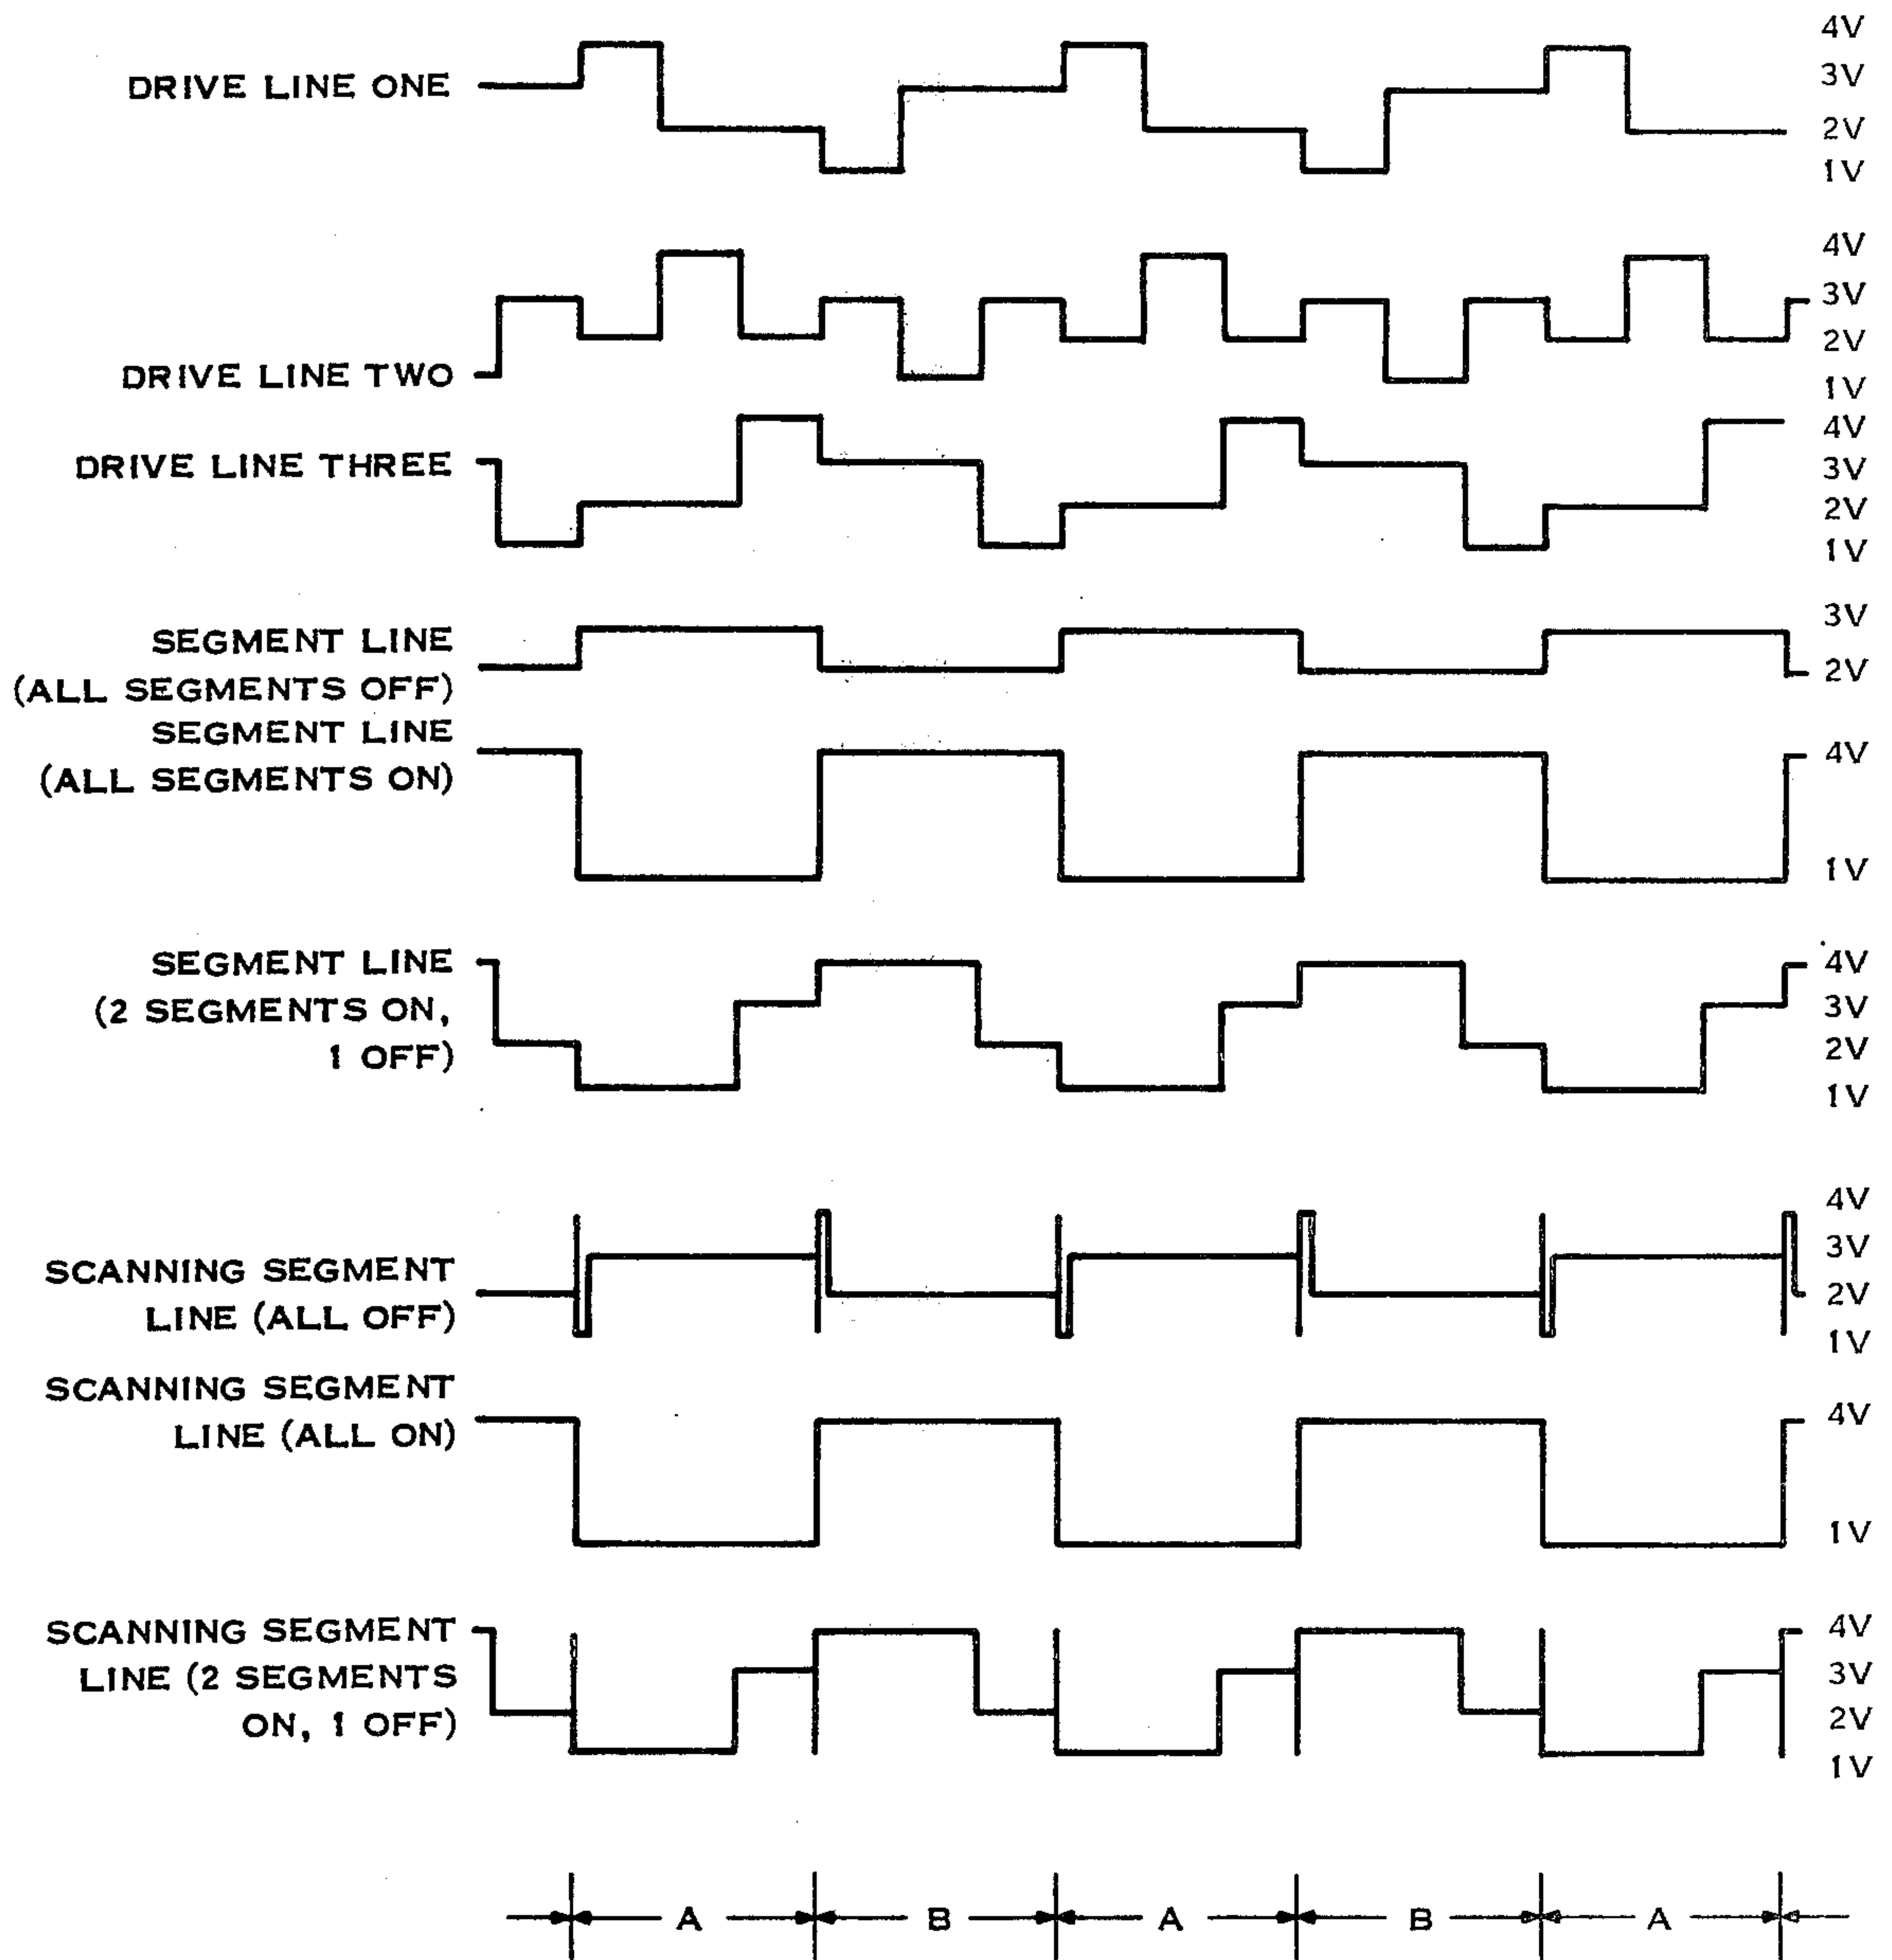 4V
DRIVE LINE ONE
3V
2V
1V
4V
3V
2V
DRIVE LINE TWO
1V
4V
DRIVE LINE THREE
3V
2V
1V
3V
SEGMENT LINE
(ALL SEGMENTS OFF)
2V
SEGMENT LINE
(ALL SEGMENTS ON)
4V
1V
SEGMENT LINE
(2 SEGMENTS ON,
1 OFF)
4V
3V
2V
1V
4V
SCANNING SEGMENT
LINE (ALL OFF)
3V
2V
1V
SCANNING SEGMENT
LINE (ALL ON)
4V
1V
SCANNING SEGMENT
LINE (2 SEGMENTS
ON, 1 OFF)
4V
3V
2V
1V
A B A B A